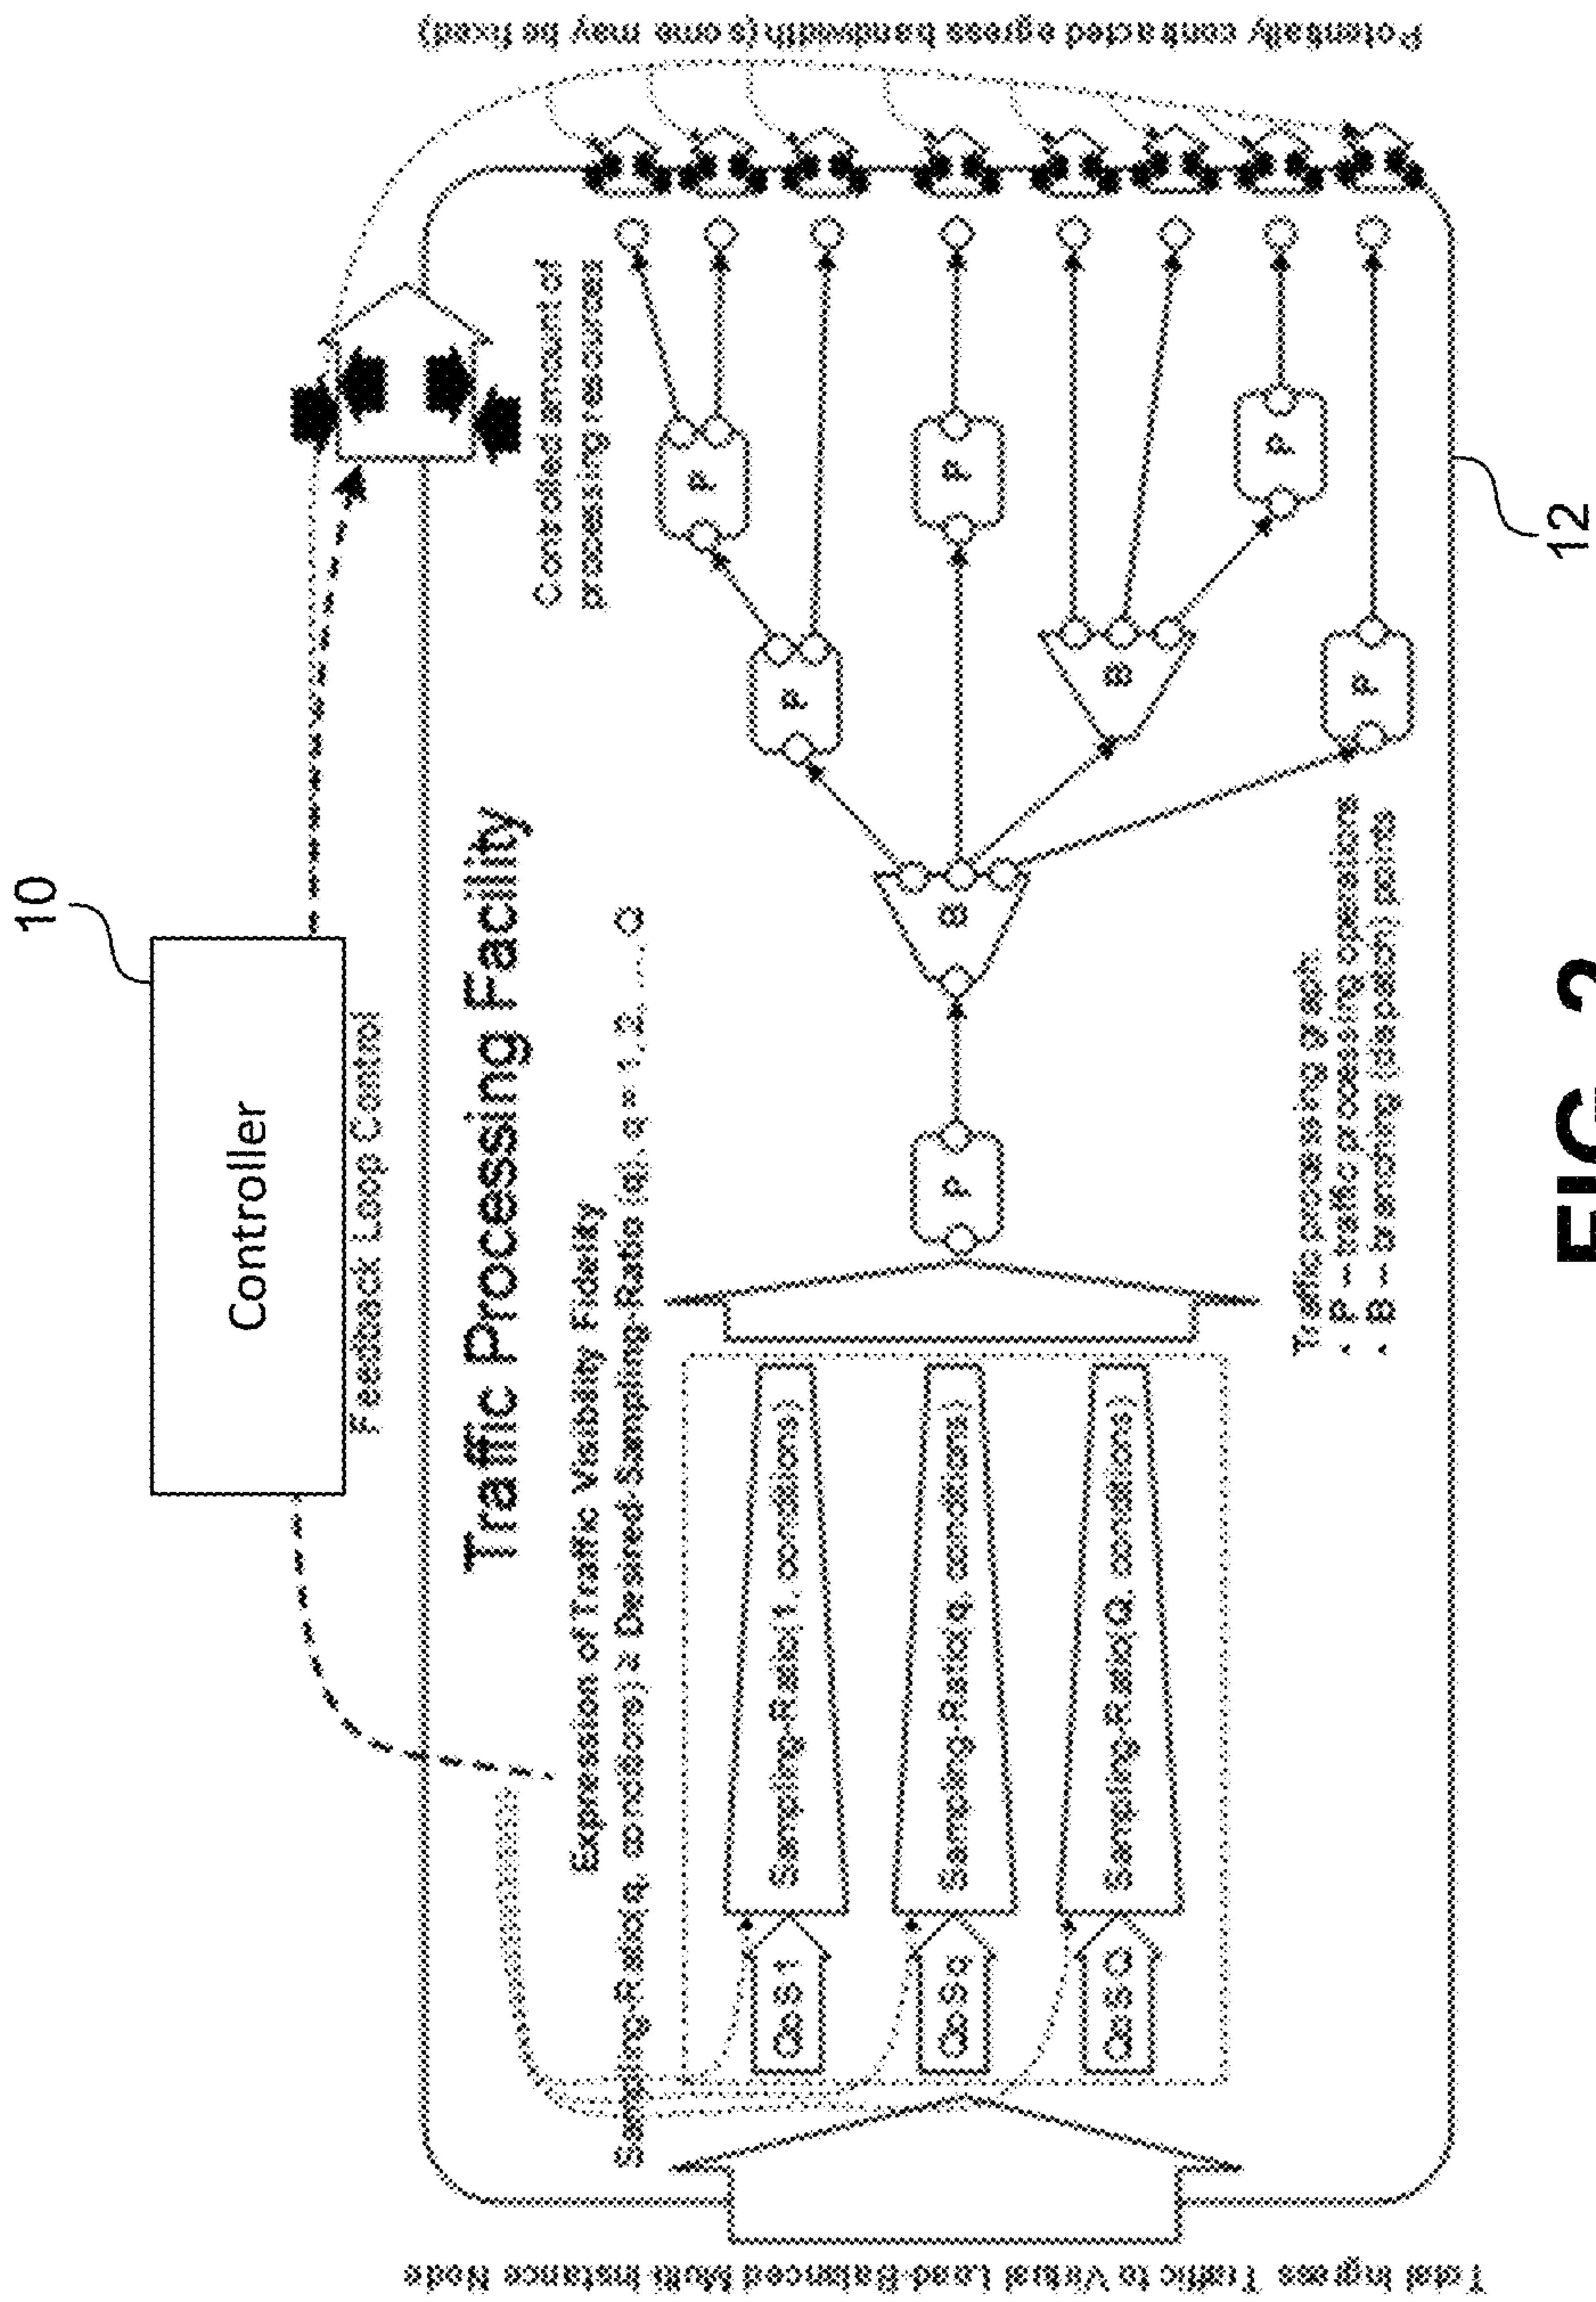 10
Controller
Feedback Loop Control
Traffic Processing Facility
Expression of Traffic Visibility Fidelity
Sampling-Ratio(q, conditions) ≥ Desired-Sampling-Ratio (q), q = 1, 2, ..., Q
Controlled amount of
processing resources
Total Ingress Traffic to Virtual Load-Balanced Multi Instance Node
QoS 1
Sampling-Ratio(1, conditions)
QoS q
Sampling-Ratio(q, conditions)
QoS Q
Sampling-Ratio(Q, conditions)
P
B
P
P
P
B
P
P
Traffic processing graph:
• P – traffic processing operations
• B – branching (dispatch) points
Potentially contracted egress bandwidth (some may be fixed)
12
FIG. 2